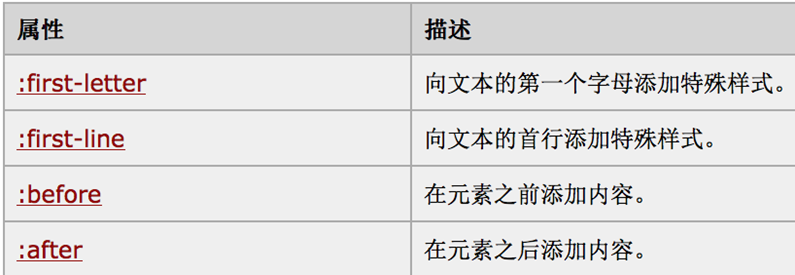 属性 描述
:first-letter 向文本的第一个字母添加特殊样式。
:first-line 向文本的首行添加特殊样式。
:before 在元素之前添加内容。
:after 在元素之后添加内容。